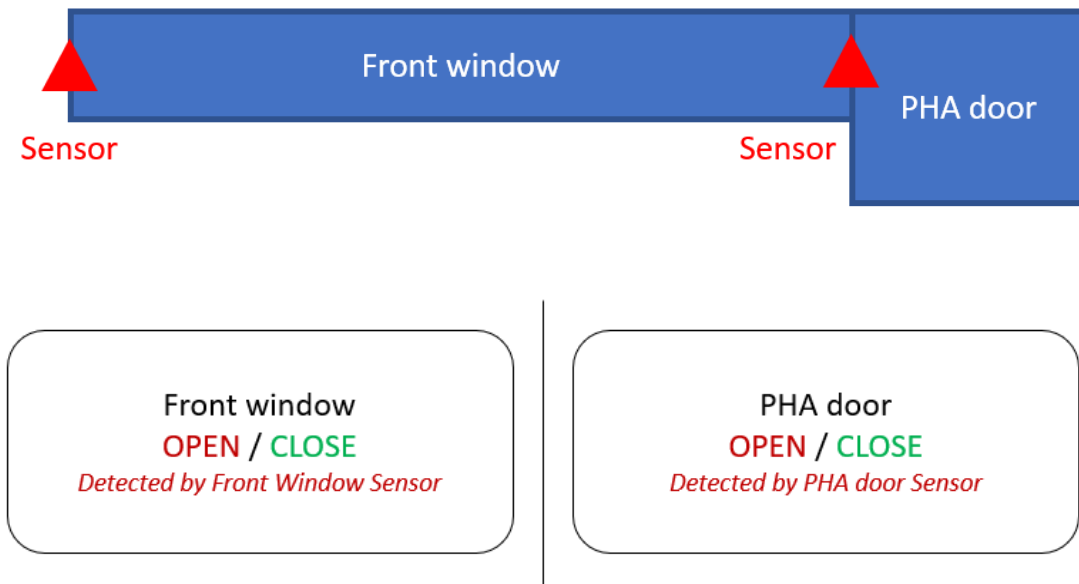 Front window
PHA door
Sensor
Sensor
Front window
OPEN / CLOSE
Detected by Front Window Sensor
PHA door
OPEN / CLOSE
Detected by PHA door Sensor